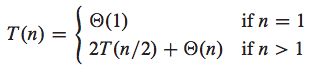 T(n) = { Θ(1) if n = 1
2T(n/2) + Θ(n) if n > 1